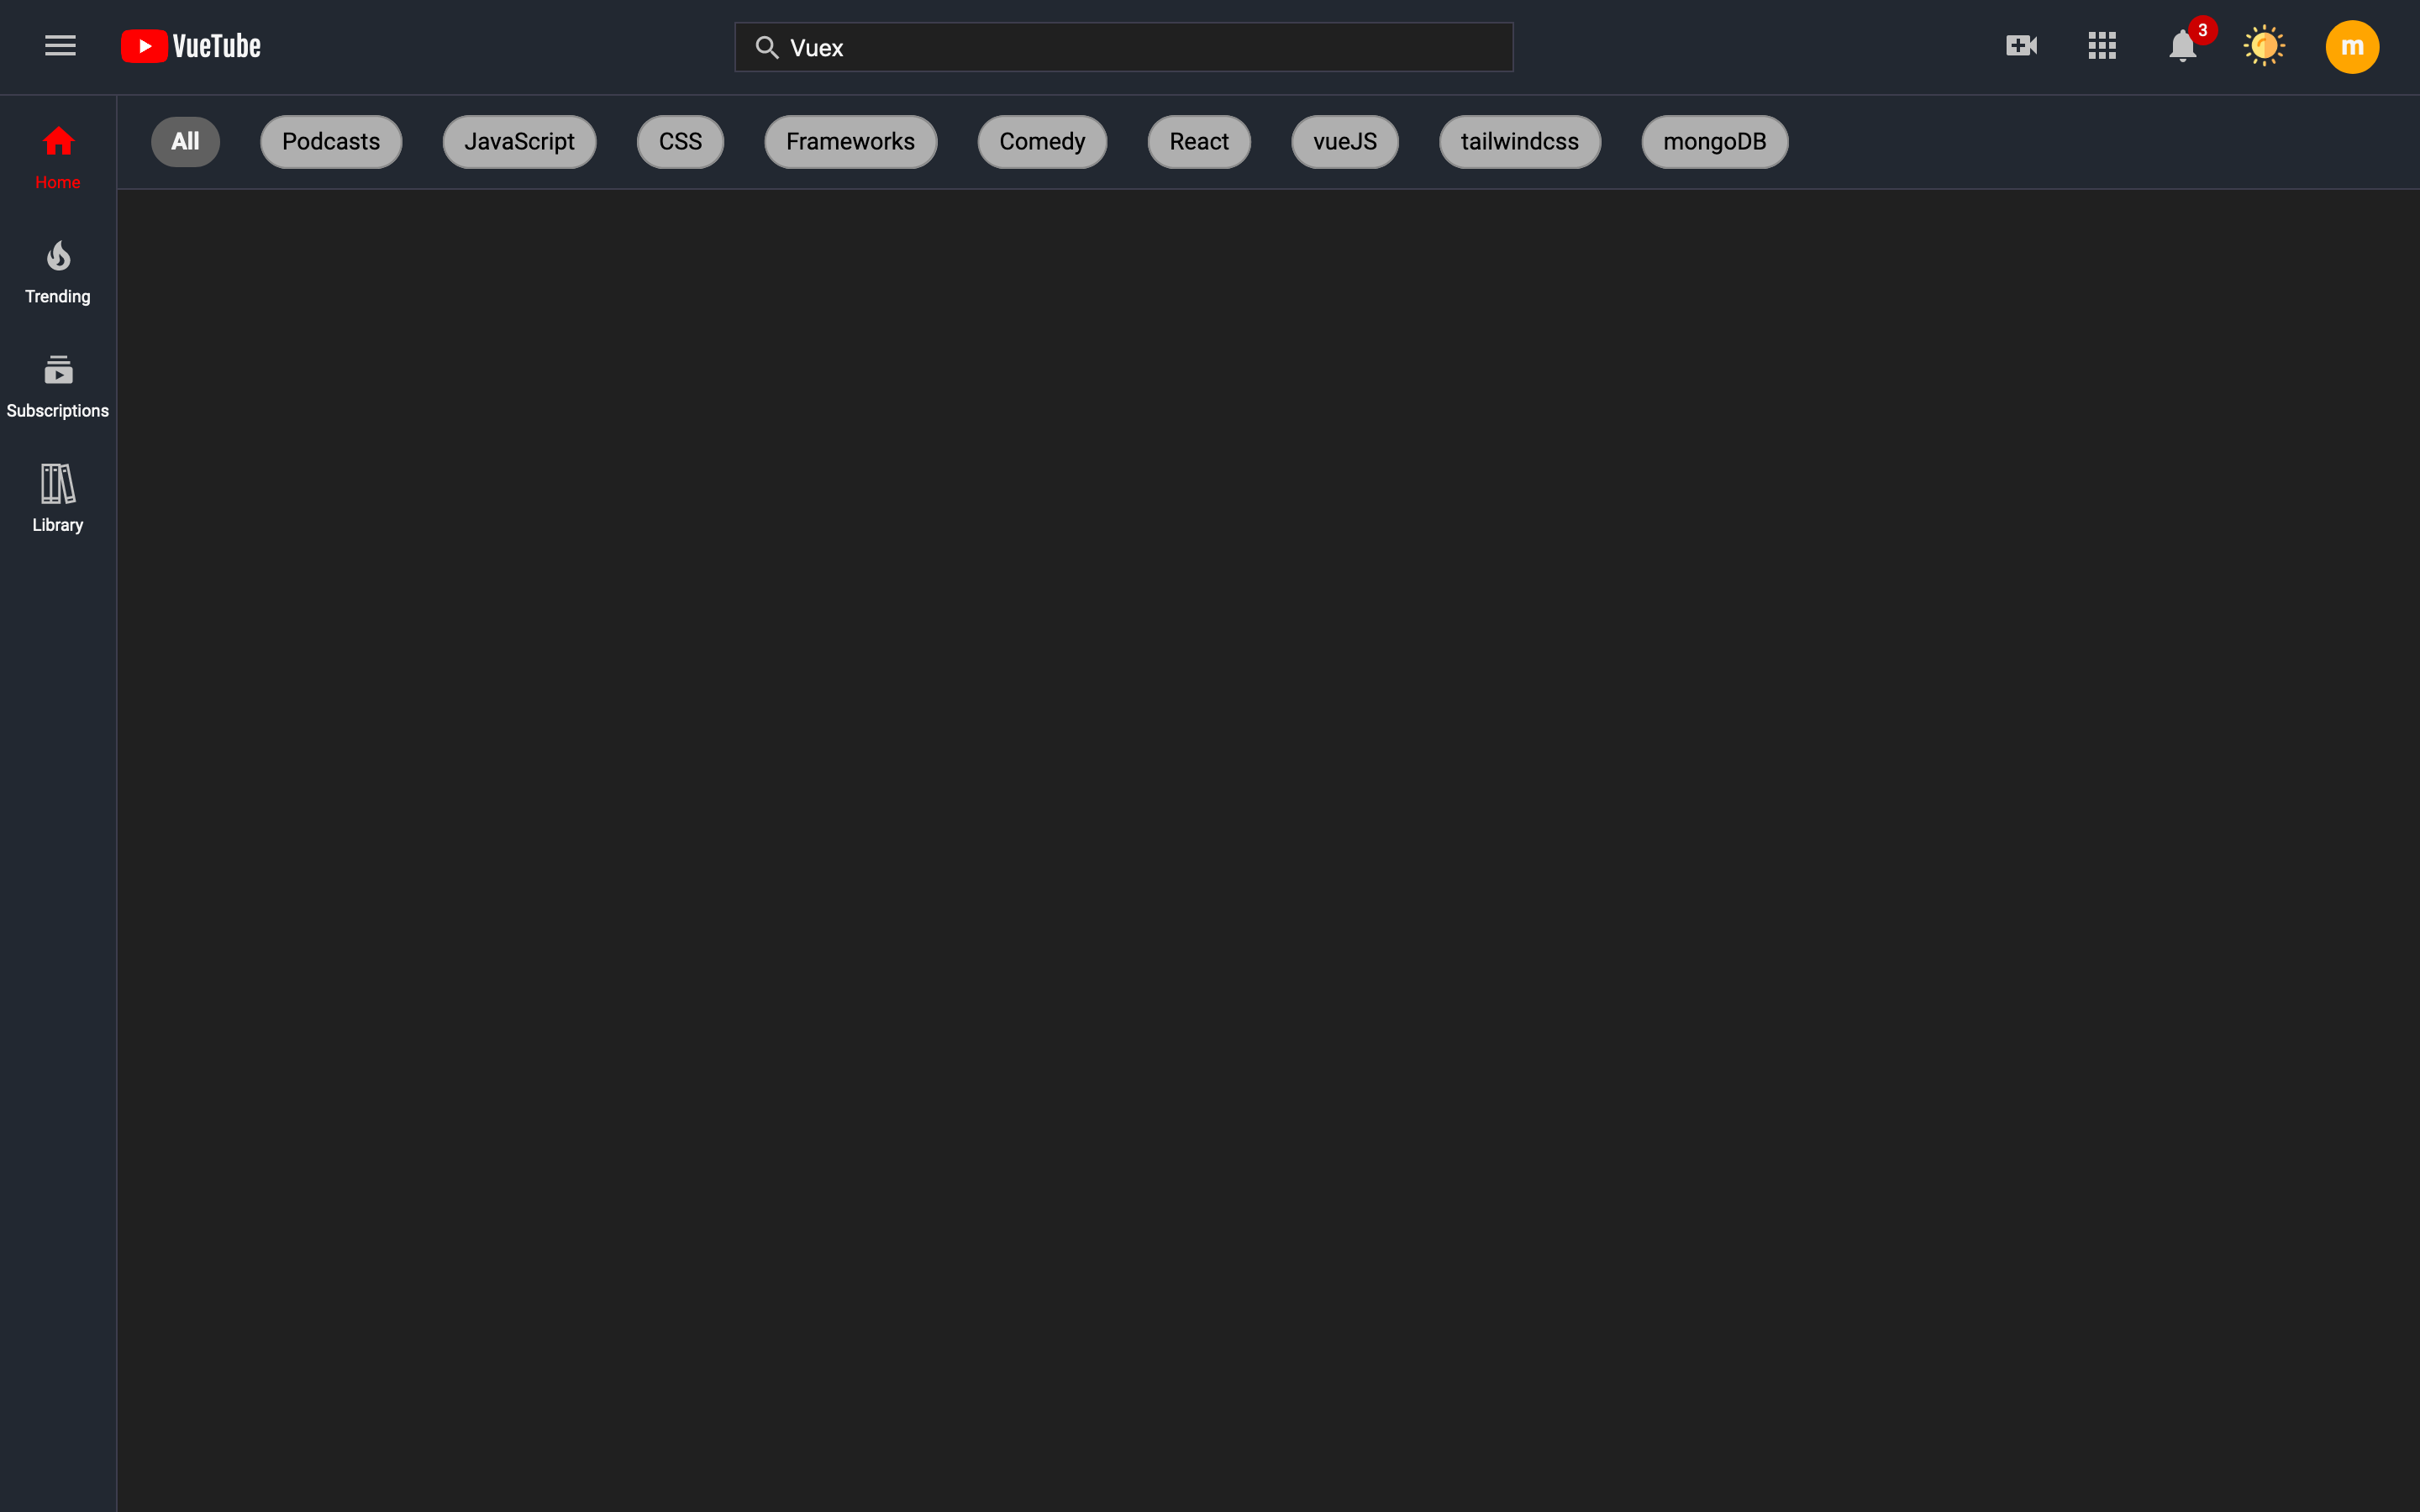 VueTube
Vuex
3
m
All
Podcasts
JavaScript
CSS
Frameworks
Comedy
React
vueJS
tailwindcss
mongoDB
Home
Trending
Subscriptions
Library